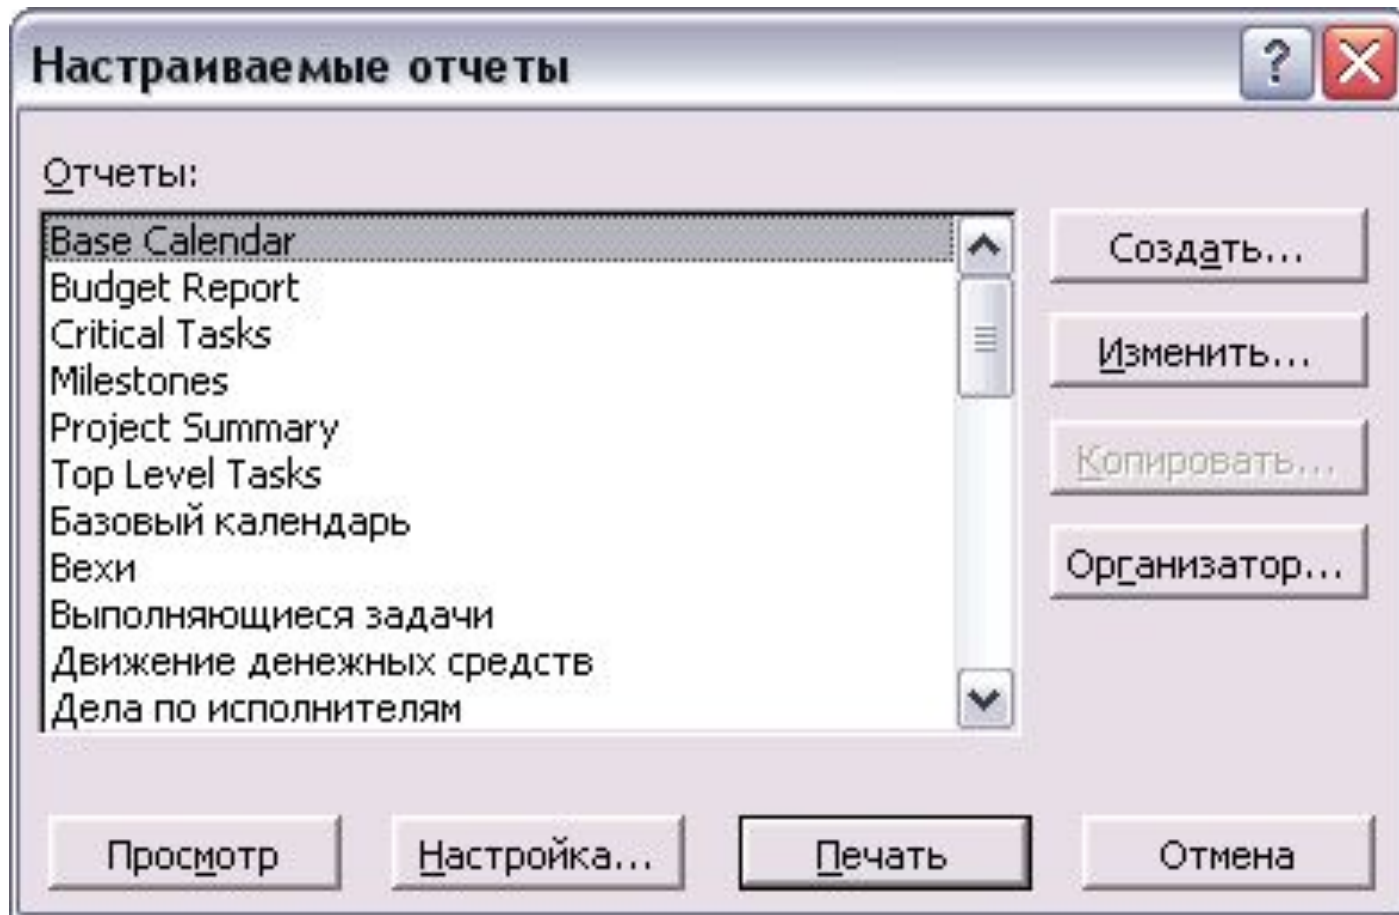 Настраиваемые отчеты
Отчеты:
Base Calendar
Budget Report
Critical Tasks
Milestones
Project Summary
Top Level Tasks
Базовый календарь
Вехи
Выполняющиеся задачи
Движение денежных средств
Дела по исполнителям
Создать...
Изменить...
Копировать...
Организатор...
Просмотр Настройка... Печать Отмена